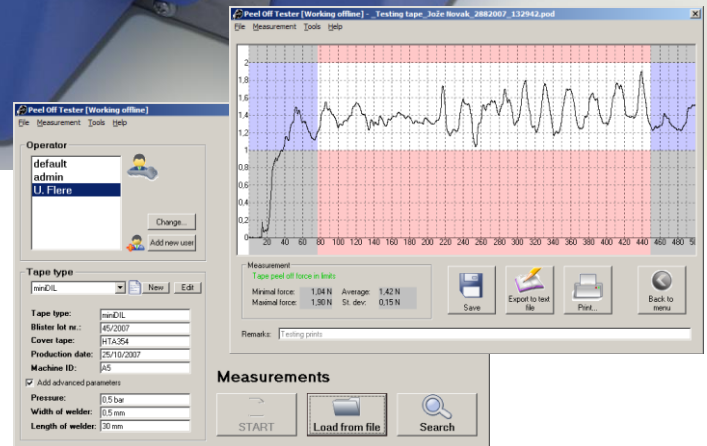 Peel Off Tester [Working offline] - _Testing tape_Jože Novak_2882007_132942.pod
File Measurement Tools Help
2
1,8
1,6
1,4
1,2
1
0,8
0,6
0,4
0,2
0
20 40 60 80 100 120 140 160 180 200 220 240 260 280 300 320 340 360 380 400 420 440 460 480
Measurement
Tape peel off force in limits
Minimal force: 1,04 N Average: 1,42 N
Maximal force: 1,90 N St. dev: 0,15 N
Save
Export to text
file
Print...
Back to
menu
Remarks: Testing prints
Peel Off Tester [Working offline]
File Measurement Tools Help
Operator
default
admin
U. Flere
Change...
Add new user
Tape type
miniDIL New Edit
Tape type: miniDIL
Blister lot nr.: 45/2007
Cover tape: HTA354
Production date: 25/10/2007
Machine ID: A5
Add advanced parameters
Pressure: 0,5 bar
Width of welder: 0,5 mm
Length of welder: 30 mm
Measurements
START
Load from file
Search